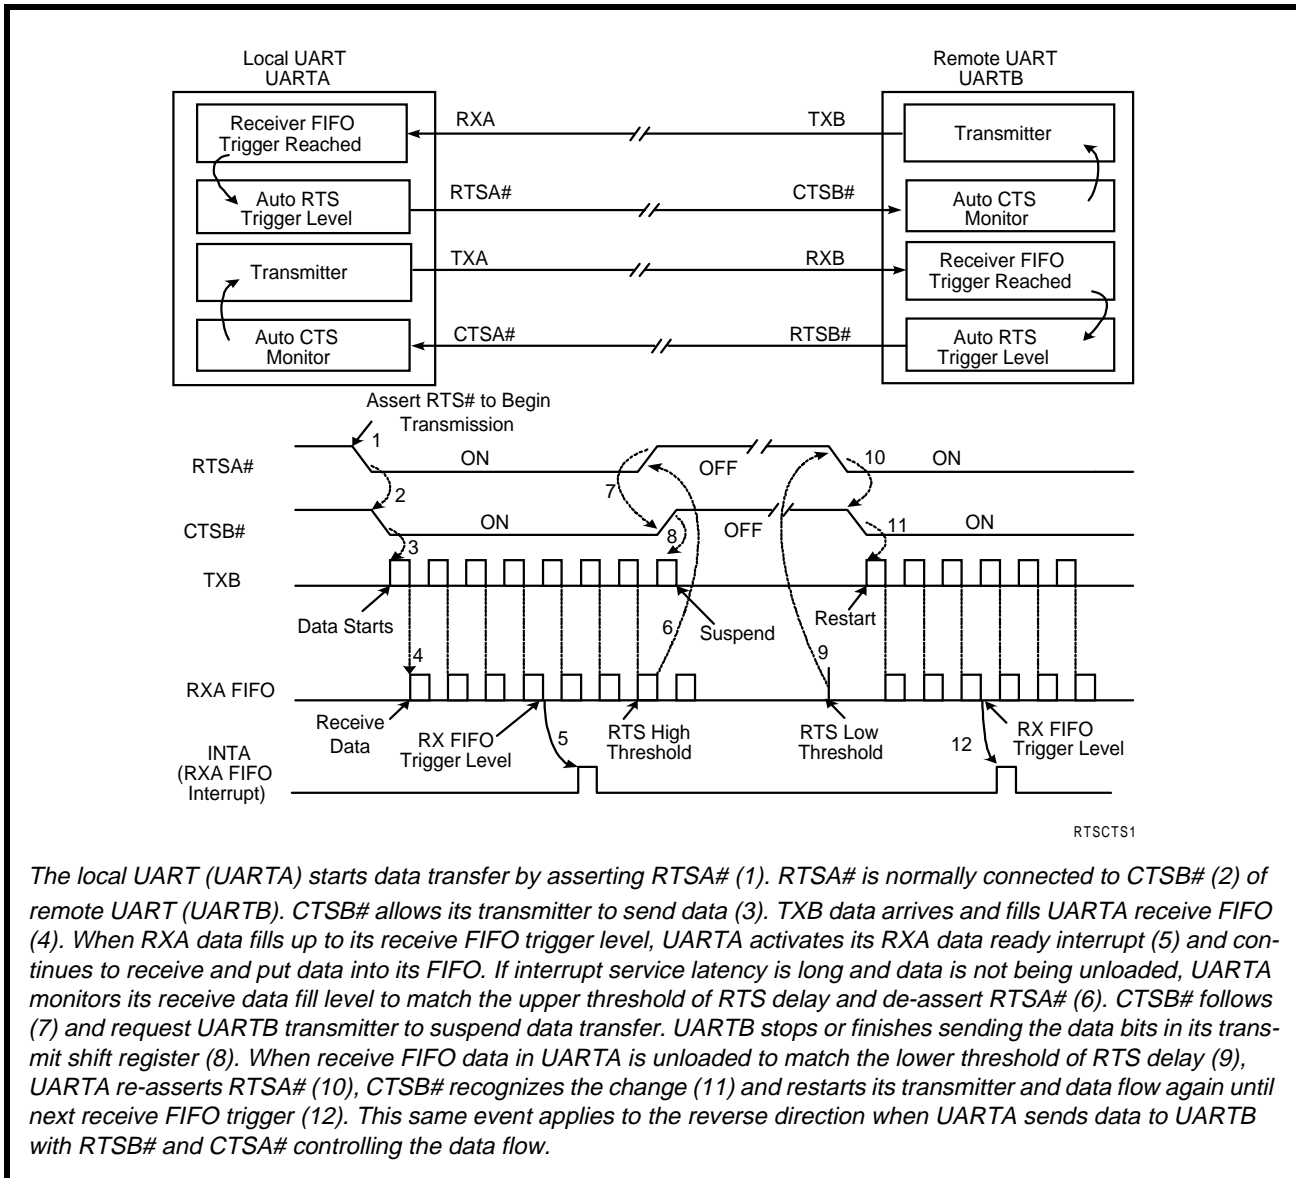 Local UART
UARTA
Remote UART
UARTB
Receiver FIFO
Trigger Reached
RXA
TXB
Transmitter
Auto RTS
Trigger Level
RTSA#
CTSB#
Auto CTS
Monitor
Transmitter
TXA
RXB
Receiver FIFO
Trigger Reached
Auto CTS
Monitor
CTSA#
RTSB#
Auto RTS
Trigger Level
Assert RTS# to Begin
Transmission
RTSA#
1
ON
OFF
10
ON
2
7
CTSB#
ON
8
OFF
11
ON
3
TXB
Data Starts
6
Suspend
Restart
4
9
RXA FIFO
Receive
Data
RX FIFO
Trigger Level
5
RTS High
Threshold
RTS Low
Threshold
12
RX FIFO
Trigger Level
INTA
(RXA FIFO
Interrupt)
RTSCTS1
The local UART (UARTA) starts data transfer by asserting RTSA# (1). RTSA# is normally connected to CTSB# (2) of
remote UART (UARTB). CTSB# allows its transmitter to send data (3). TXB data arrives and fills UARTA receive FIFO
(4). When RXA data fills up to its receive FIFO trigger level, UARTA activates its RXA data ready interrupt (5) and con-
tinues to receive and put data into its FIFO. If interrupt service latency is long and data is not being unloaded, UARTA
monitors its receive data fill level to match the upper threshold of RTS delay and de-assert RTSA# (6). CTSB# follows
(7) and request UARTB transmitter to suspend data transfer. UARTB stops or finishes sending the data bits in its trans-
mit shift register (8). When receive FIFO data in UARTA is unloaded to match the lower threshold of RTS delay (9),
UARTA re-asserts RTSA# (10), CTSB# recognizes the change (11) and restarts its transmitter and data flow again until
next receive FIFO trigger (12). This same event applies to the reverse direction when UARTA sends data to UARTB
with RTSB# and CTSA# controlling the data flow.